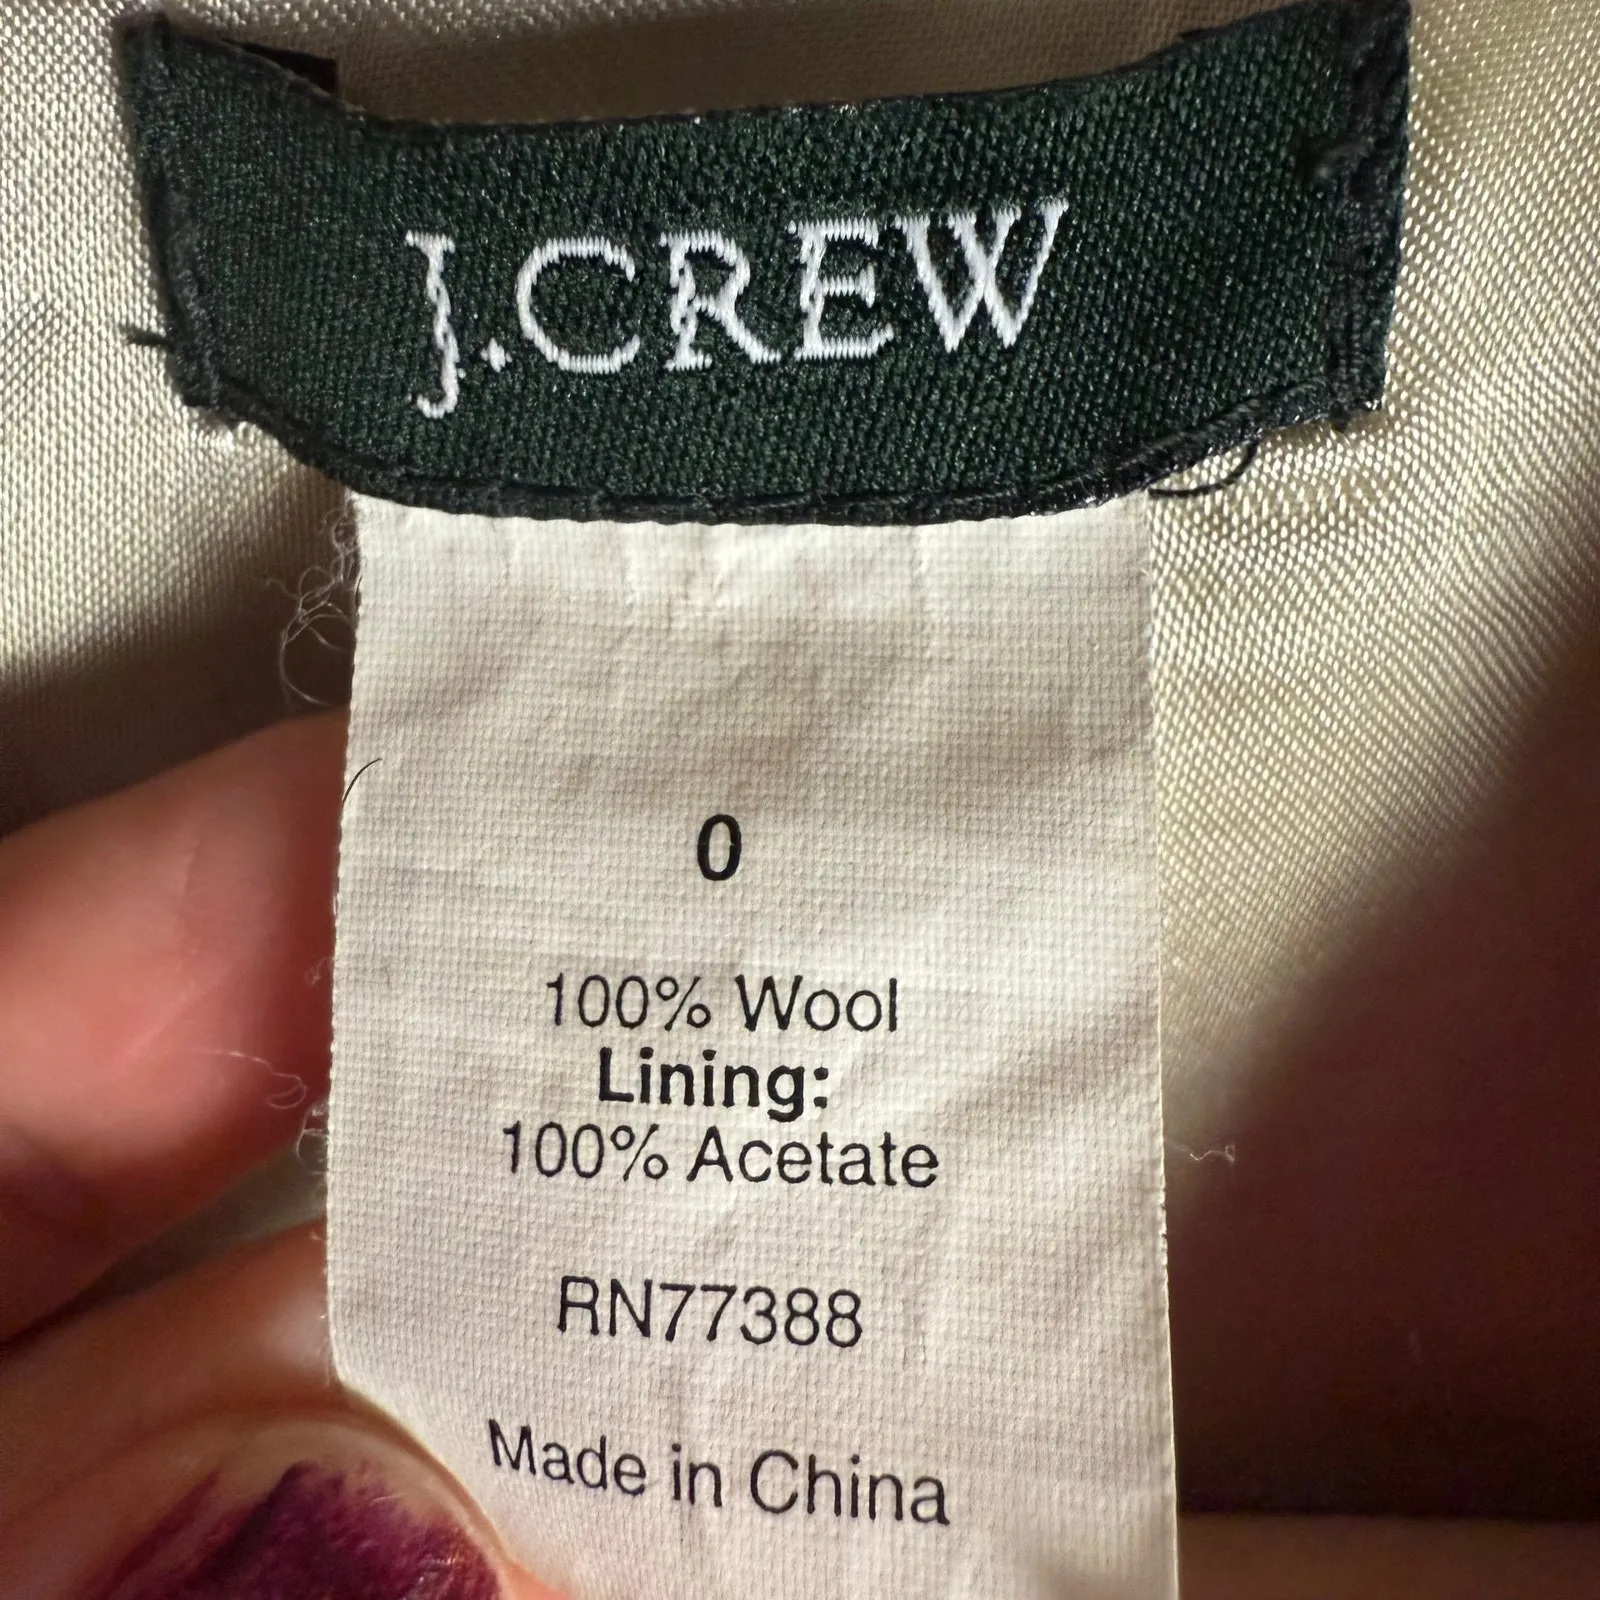 J.CREW
0
100% Wool
Lining:
100% Acetate
RN77388
Made in China